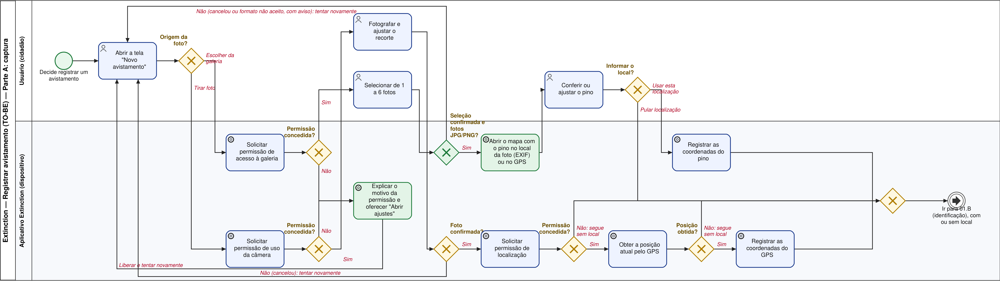 Extinction — Registrar avistamento (TO-BE) — Parte A: captura
Usuário (cidadão)
Não (cancelou ou formato não aceito, com aviso): tentar novamente
Decide registrar um
avistamento
Abrir a tela
"Novo
avistamento"
Origem da
foto?
Escolher da
galeria
Tirar foto
Fotografar e
ajustar o
recorte
Sim
Selecionar de 1
a 6 fotos
Conferir ou
ajustar o pino
Informar o
local?
Usar esta
localização
Pular localização
Aplicativo Extinction (dispositivo)
Solicitar
permissão de
acesso à galeria
Permissão
concedida?
Não
Seleção
confirmada e
fotos
JPG/PNG?
Sim
Abrir o mapa com
o pino no local
da foto (EXIF)
ou no GPS
Registrar as
coordenadas do
pino
Explicar o
motivo da
permissão e
oferecer "Abrir
ajustes"
Ir para 01.B
(identificação), com
ou sem local
Solicitar
permissão de uso
da câmera
Permissão
concedida?
Não
Sim
Foto
confirmada?
Sim
Solicitar
permissão de
localização
Permissão
concedida?
Não: segue
sem local
Sim
Obter a posição
atual pelo GPS
Posição
obtida?
Não: segue
sem local
Sim
Registrar as
coordenadas do
GPS
Liberar e tentar novamente
Não (cancelou): tentar novamente